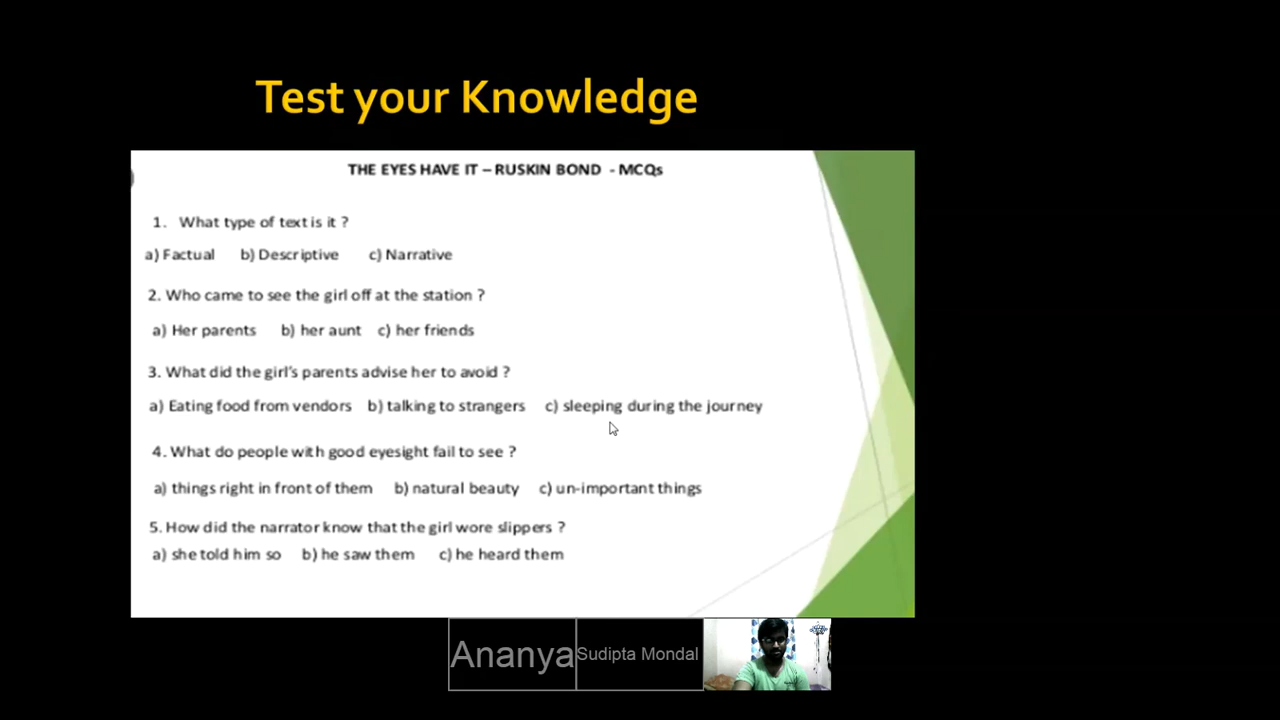 Test your Knowledge
THE EYES HAVE IT – RUSKIN BOND - MCQs
1. What type of text is it ?
a) Factual b) Descriptive c) Narrative
2. Who came to see the girl off at the station ?
a) Her parents b) her aunt c) her friends
3. What did the girl's parents advise her to avoid ?
a) Eating food from vendors b) talking to strangers c) sleeping during the journey
4. What do people with good eyesight fail to see ?
a) things right in front of them b) natural beauty c) un-important things
5. How did the narrator know that the girl wore slippers ?
a) she told him so b) he saw them c) he heard them
Ananya
Sudipta Mondal